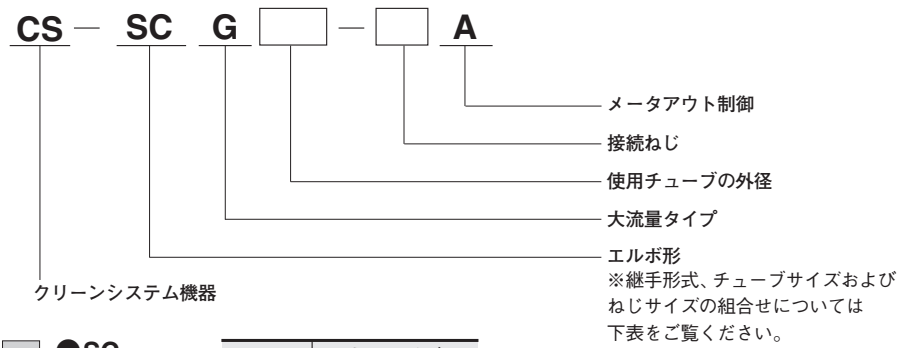 CS— SC G □—□ A
メータアウト制御
接続ねじ
使用チューブの外径
大流量タイプ
エルボ形
※継手形式、チューブサイズおよび
ねじサイズの組合せについては
下表をご覧ください。
クリーンシステム機器